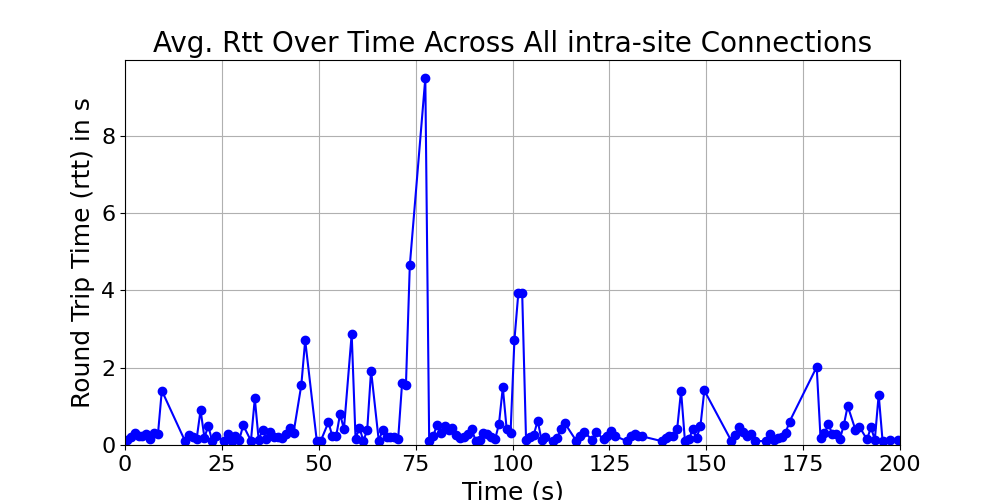 Avg. Rtt Over Time Across All intra-site Connections
Round Trip Time (rtt) in s
8
6
4
2
0
0 25 50 75 100 125 150 175 200
Time (s)